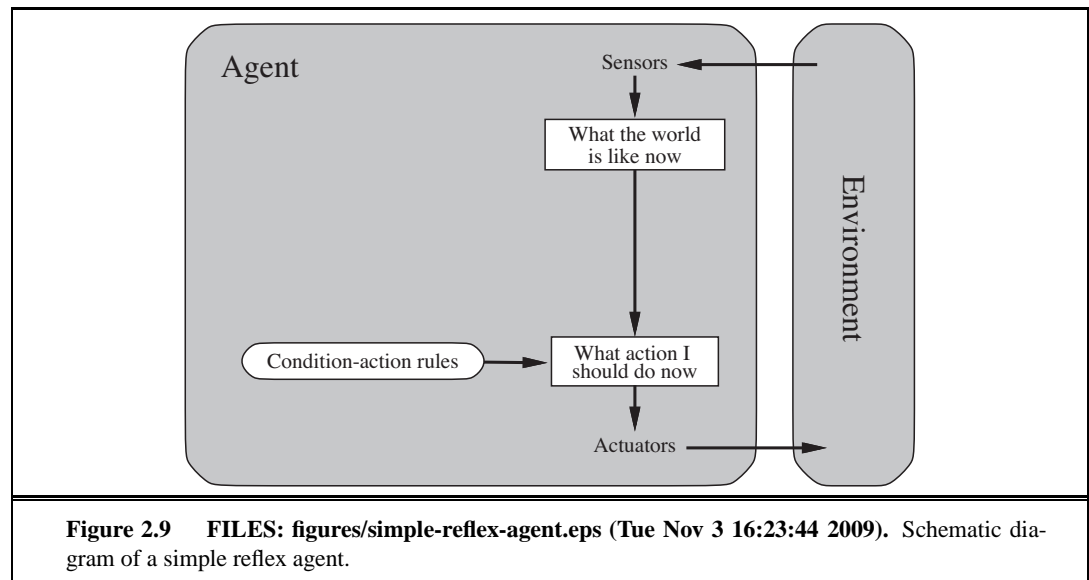 Agent
Sensors
What the world
is like now
Environment
Condition-action rules
What action I
should do now
Actuators
Figure 2.9 FILES: figures/simple-reflex-agent.eps (Tue Nov 3 16:23:44 2009). Schematic dia-
gram of a simple reflex agent.